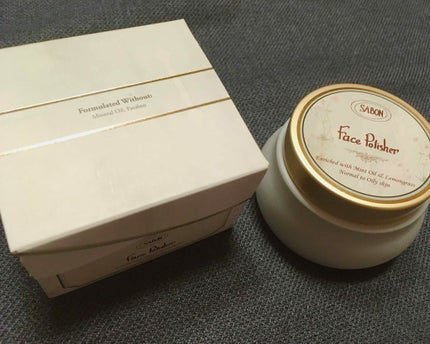 Formulated Without:
Mineral Oil, Paraben
SABON
Face Polisher
SABON
Face Polisher
Enriched with Mint Oil & Lemongrass
Normal to Oily skin